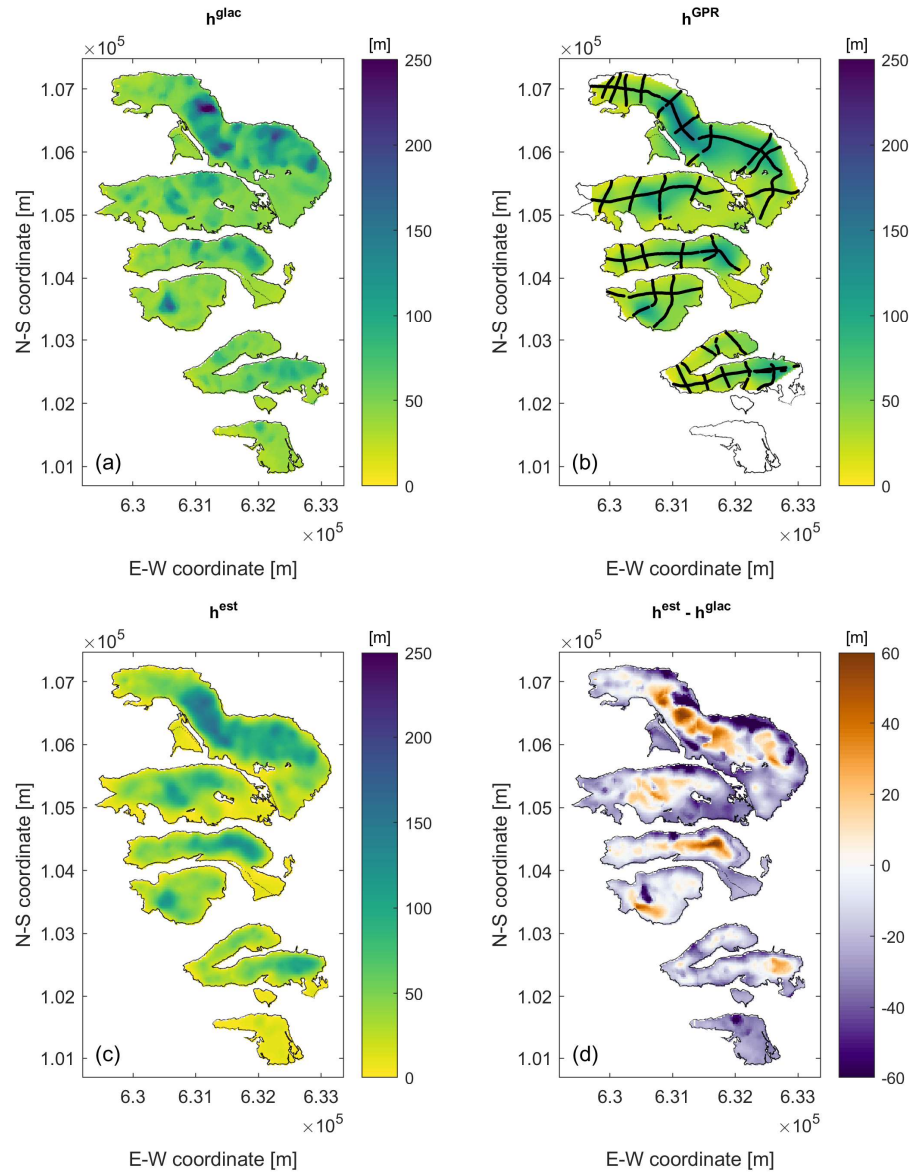 h^glac
×10^5
[m]
250
200
150
100
50
0
1.07
1.06
1.05
1.04
1.03
1.02
1.01
N-S coordinate [m]
(a)
6.3 6.31 6.32 6.33
×10^5
E-W coordinate [m]
h^GPR
×10^5
[m]
250
200
150
100
50
0
1.07
1.06
1.05
1.04
1.03
1.02
1.01
N-S coordinate [m]
(b)
6.3 6.31 6.32 6.33
×10^5
E-W coordinate [m]
h^est
×10^5
[m]
250
200
150
100
50
0
1.07
1.06
1.05
1.04
1.03
1.02
1.01
N-S coordinate [m]
(c)
6.3 6.31 6.32 6.33
×10^5
E-W coordinate [m]
h^est - h^glac
×10^5
[m]
60
40
20
0
-20
-40
-60
1.07
1.06
1.05
1.04
1.03
1.02
1.01
N-S coordinate [m]
(d)
6.3 6.31 6.32 6.33
×10^5
E-W coordinate [m]